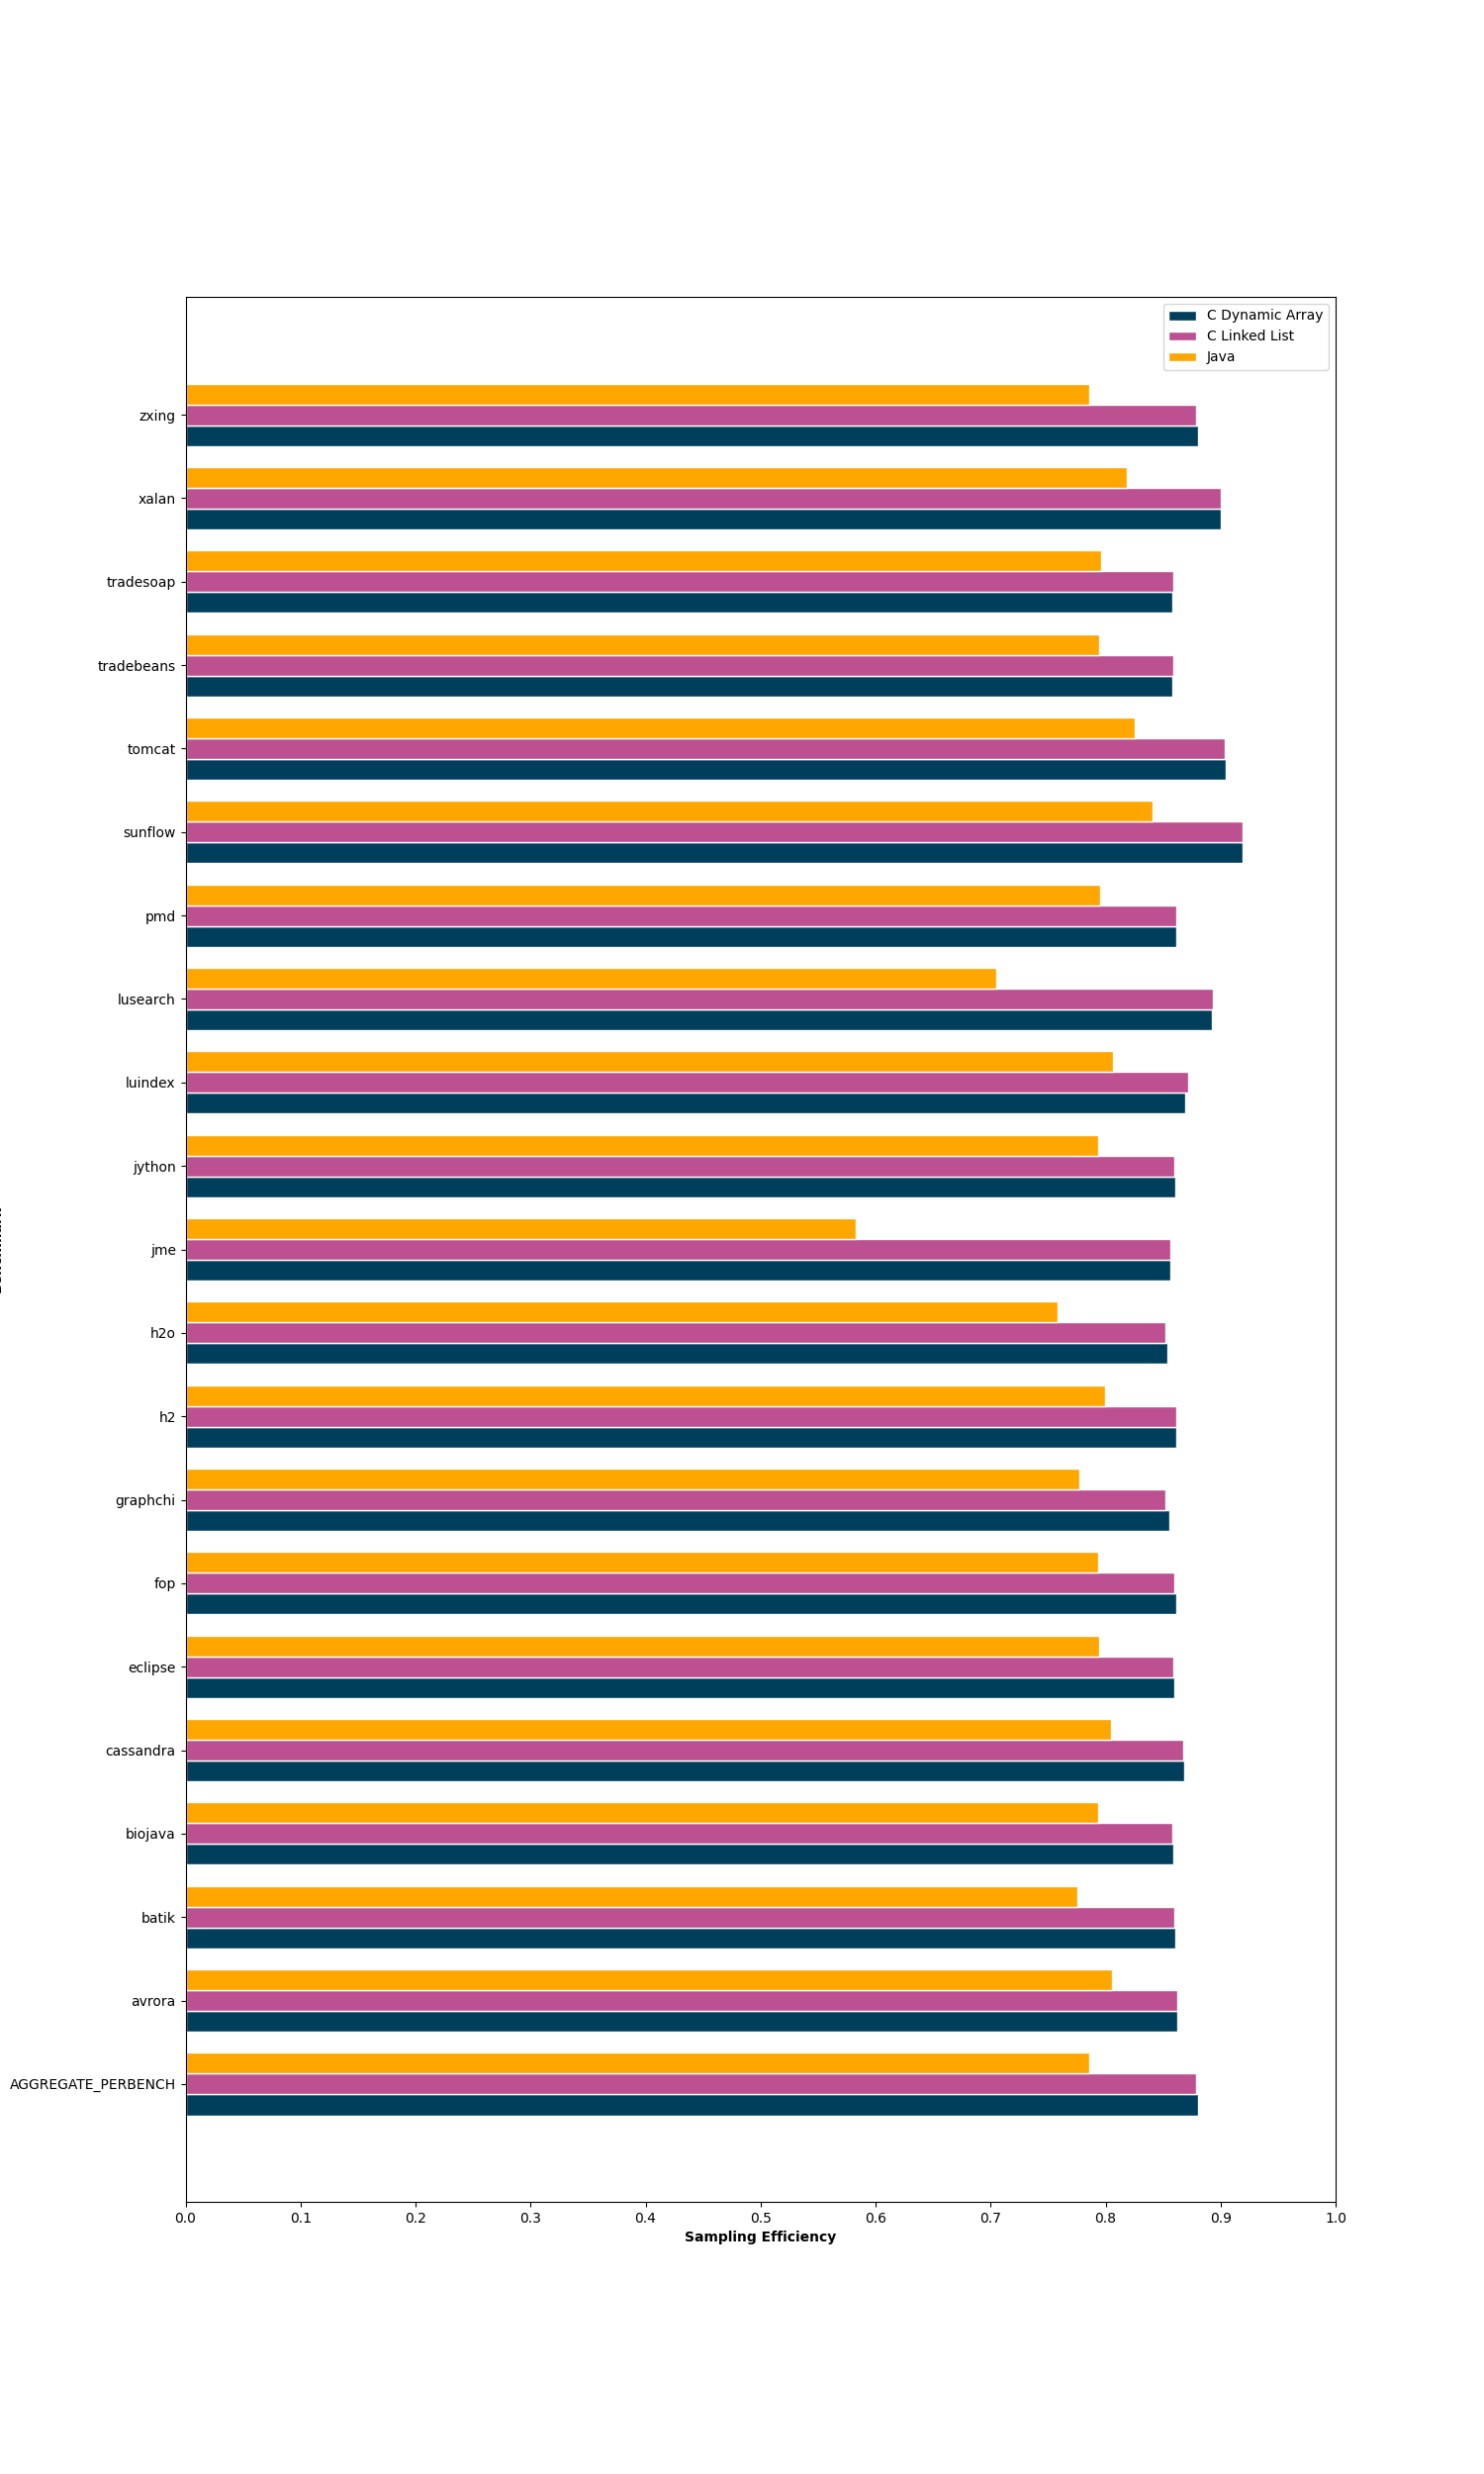 C Dynamic Array
C Linked List
Java
zxing
xalan
tradesoap
tradebeans
tomcat
sunflow
pmd
lusearch
luindex
jython
jme
h2o
h2
graphchi
fop
eclipse
cassandra
biojava
batik
avrora
AGGREGATE_PERBENCH
0.0 0.1 0.2 0.3 0.4 0.5 0.6 0.7 0.8 0.9 1.0
Sampling Efficiency